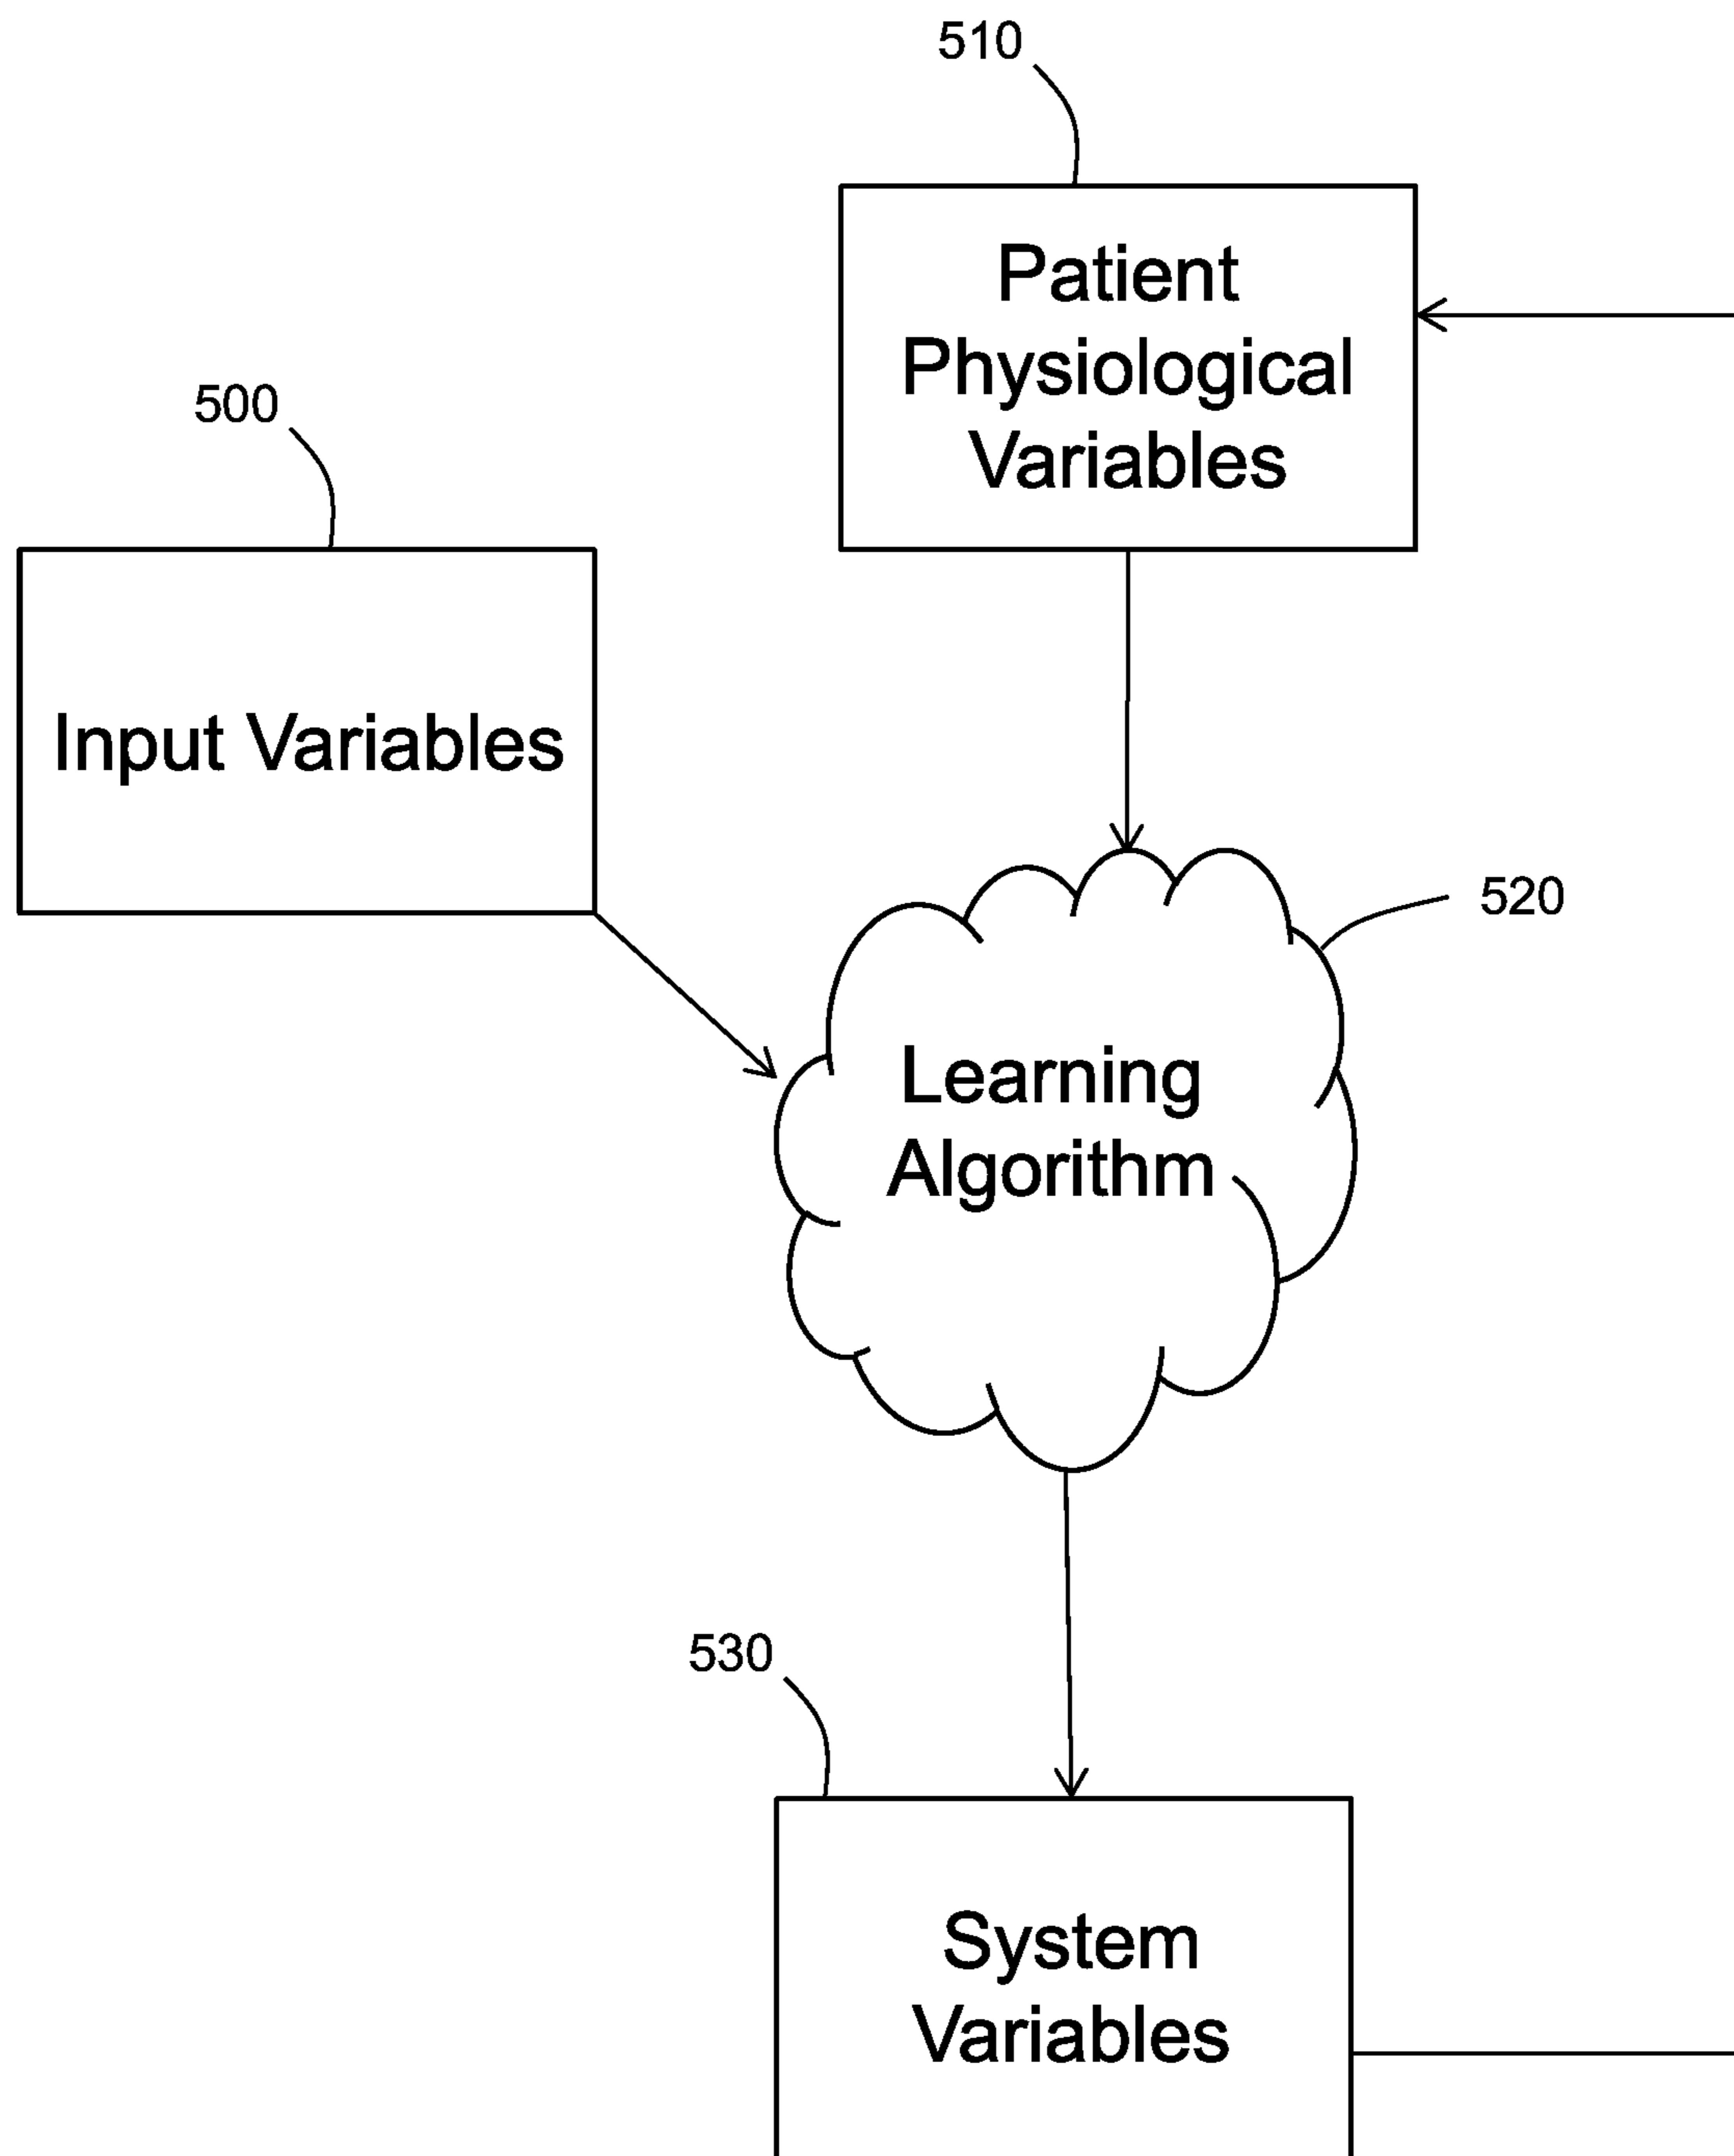 510
Patient
Physiological
Variables
500
Input Variables
520
Learning
Algorithm
530
System
Variables